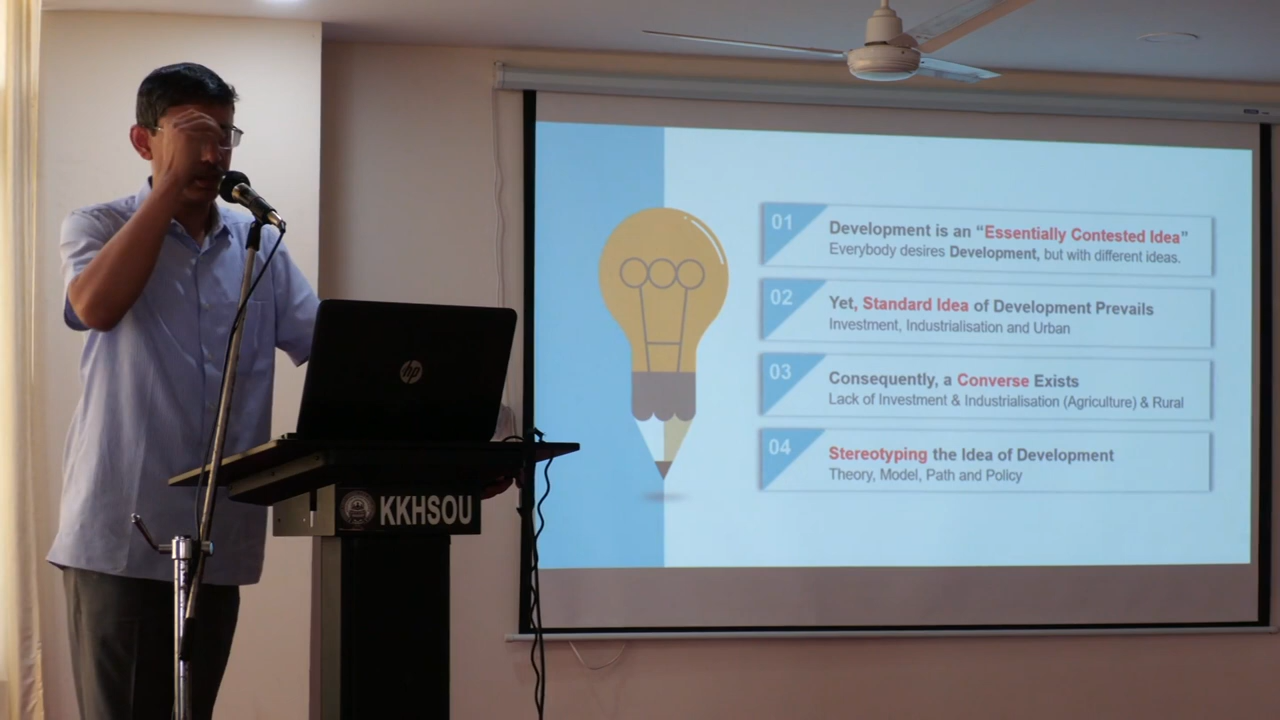 01
Development is an “Essentially Contested Idea”
Everybody desires Development, but with different ideas.
02
Yet, Standard Idea of Development Prevails
Investment, Industrialisation and Urban
03
Consequently, a Converse Exists
Lack of Investment & Industrialisation (Agriculture) & Rural
04
Stereotyping the Idea of Development
Theory, Model, Path and Policy
hp
KKHSOU